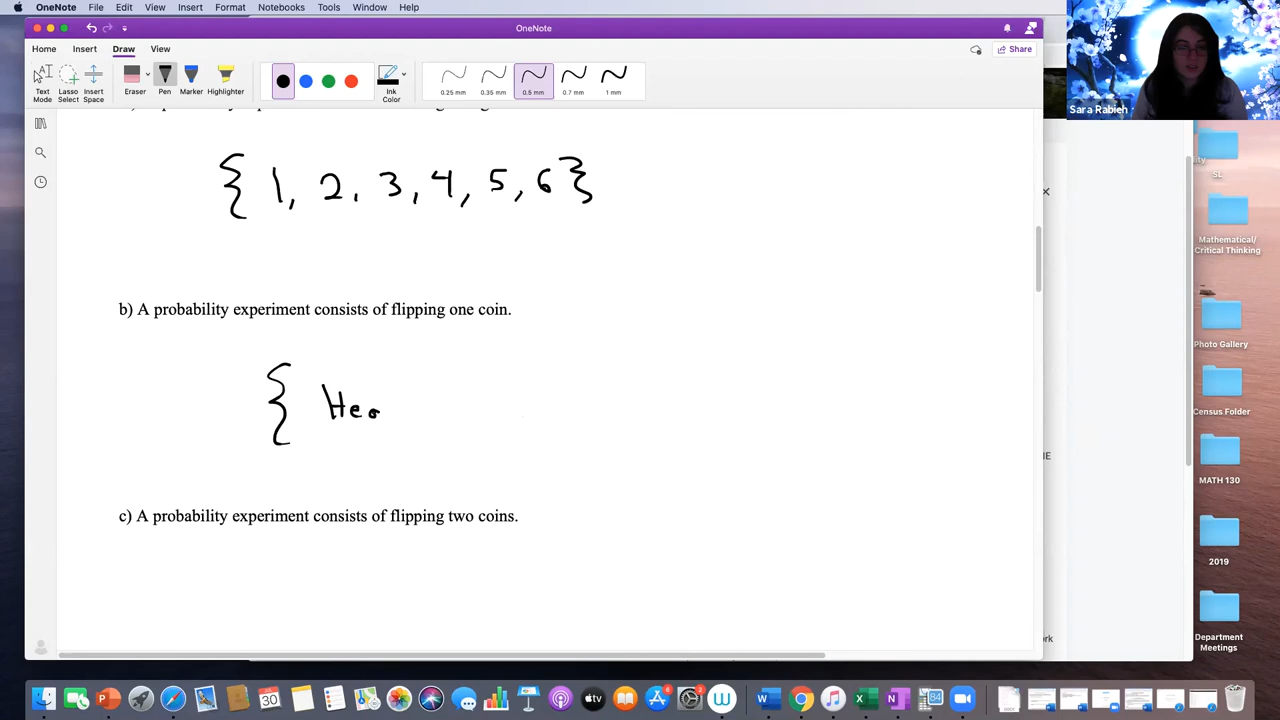 OneNote File Edit View Insert Format Notebooks Tools Window Help
OneNote
Home Insert Draw View
Share
Text Mode
Lasso Select
Insert Space
Eraser
Pen
Marker
Highlighter
Ink Color
0.25 mm 0.35 mm 0.5 mm 0.7 mm 1 mm
Sara Rabieh
{ 1, 2, 3, 4, 5, 6 }
b) A probability experiment consists of flipping one coin.
{ Hea
c) A probability experiment consists of flipping two coins.
S1
Mathematical/
Critical Thinking
Photo Gallery
Census Folder
MATH 130
2019
Department
Meetings